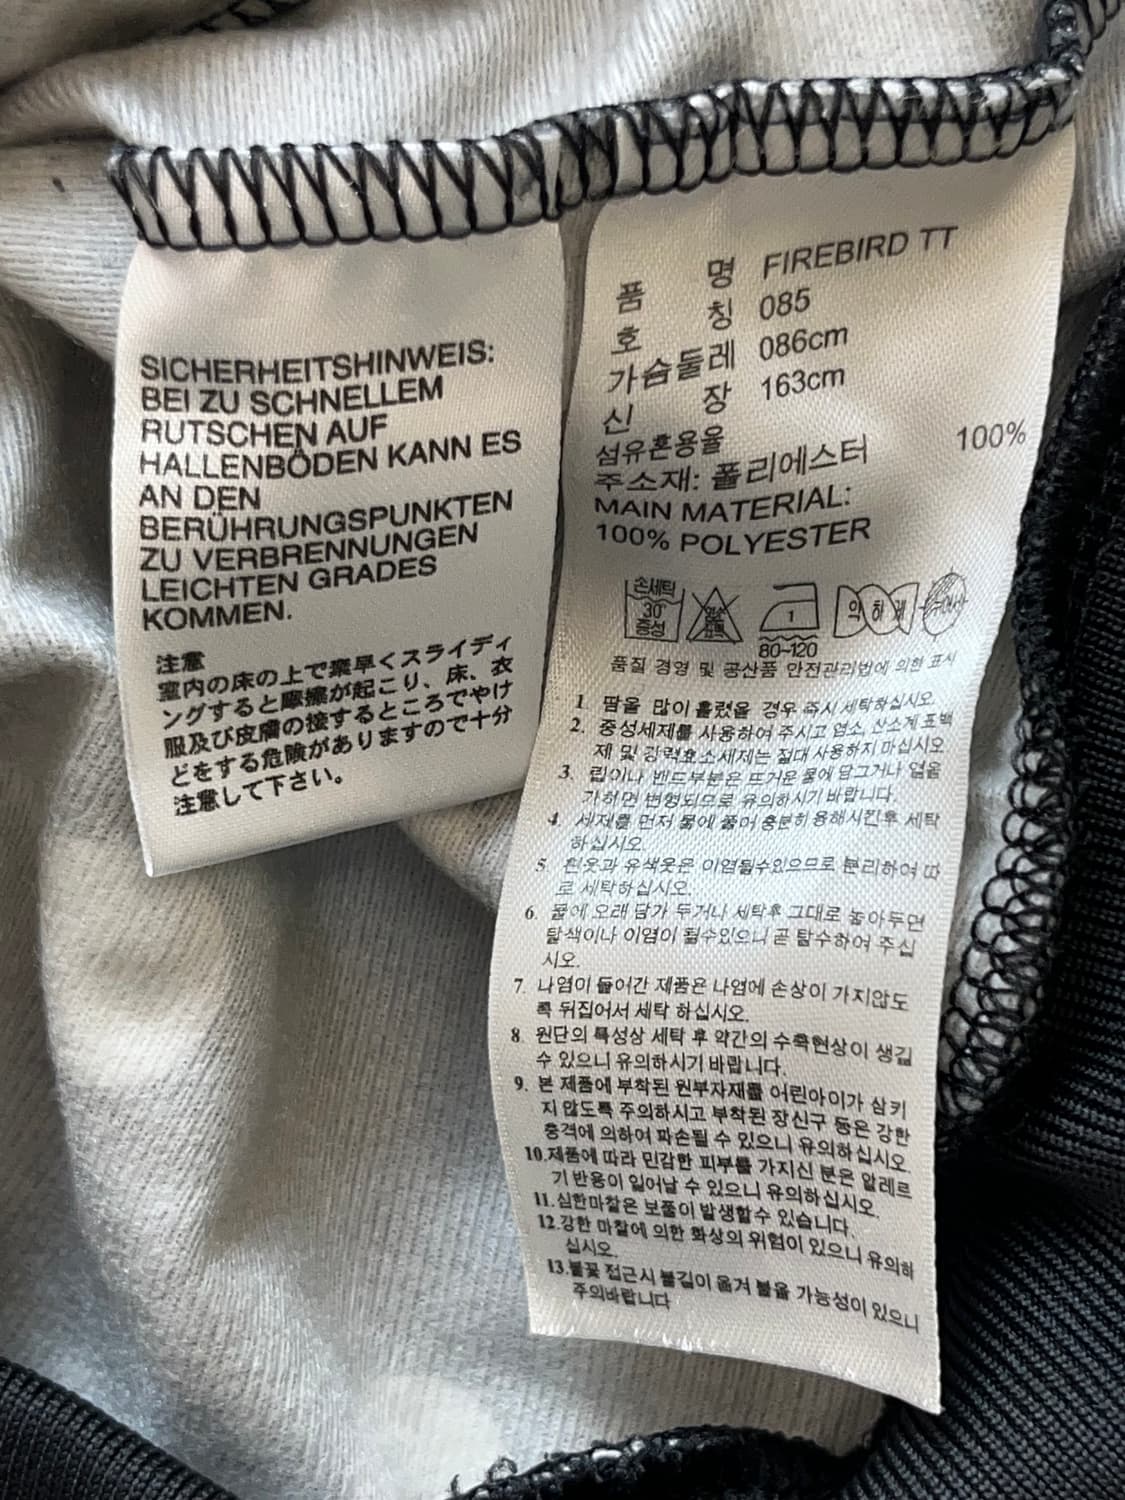 SICHERHEITSHINWEIS:
BEI ZU SCHNELLEM
RUTSCHEN AUF
HALLENBÖDEN KANN ES
AN DEN
BERÜHRUNGSPUNKTEN
ZU VERBRENNUNGEN
LEICHTEN GRADES
KOMMEN.
注意
室内の床の上で素早くスライディ
ングすると摩擦が起こり、床、衣
服及び皮膚の接するところでやけ
どをする危険がありますので十分
注意して下さい。
품 명 FIREBIRD TT
호 칭 085
가슴둘레 086cm
신 장 163cm
섬유혼용율
주소재: 폴리에스터 100%
MAIN MATERIAL:
100% POLYESTER
손세탁 30 중성 염소 표백 1 80~120 약하게
품질 경영 및 공산품 안전관리법에 의한 표시
1. 땀을 많이 흘렸을 경우 즉시 세탁하십시오.
2. 중성세제를 사용하여 주시고 염소, 산소계 표백
제 및 강력효소세제는 절대 사용하지 마십시오
3. 립이나 밴드부분은 뜨거운 물에 담그거나 열을
가하면 변형되므로 유의하시기 바랍니다.
4. 세제를 먼저 물에 풀어 충분히 용해시킨후 세탁
하십시오.
5. 흰옷과 유색옷은 이염될수있으므로 분리하여 따
로 세탁하십시오.
6. 물에 오래 담가 두거나 세탁후 그대로 놓아두면
탈색이나 이염이 될수있으니 곧 탈수하여 주십
시오.
7. 나염이 들어간 제품은 나염에 손상이 가지않도
록 뒤집어서 세탁 하십시오.
8. 원단의 특성상 세탁 후 약간의 수축현상이 생길
수 있으니 유의하시기 바랍니다.
9. 본 제품에 부착된 원부자재를 어린아이가 삼키
지 않도록 주의하시고 부착된 장신구 등은 강한
충격에 의하여 파손될 수 있으니 유의하십시오.
10.제품에 따라 민감한 피부를 가지신 분은 알레르
기 반응이 일어날 수 있으니 유의하십시오.
11.심한마찰은 보풀이 발생할수 있습니다.
12.강한 마찰에 의한 화상의 위험이 있으니 유의하
십시오.
13.불꽃 접근시 불길이 옮겨 붙을 가능성이 있으니
주의바랍니다